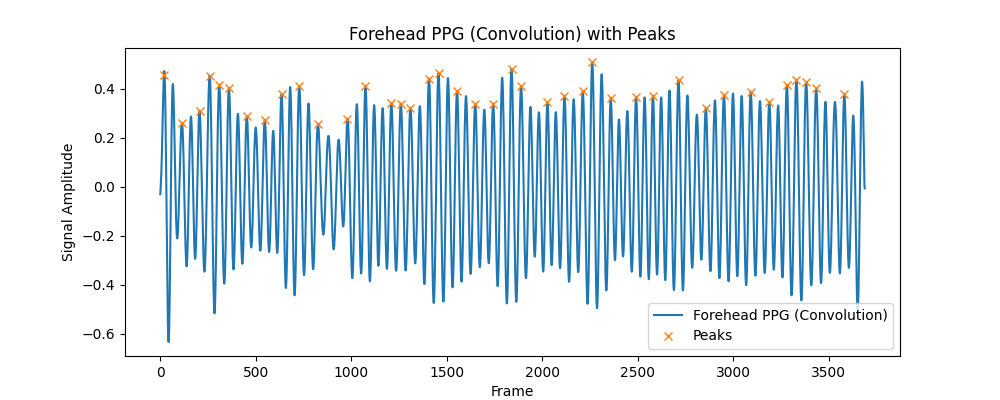 Forehead PPG (Convolution) with Peaks
Signal Amplitude
0.4
0.2
0.0
−0.2
−0.4
−0.6
0 500 1000 1500 2000 2500 3000 3500
Frame
Forehead PPG (Convolution)
Peaks